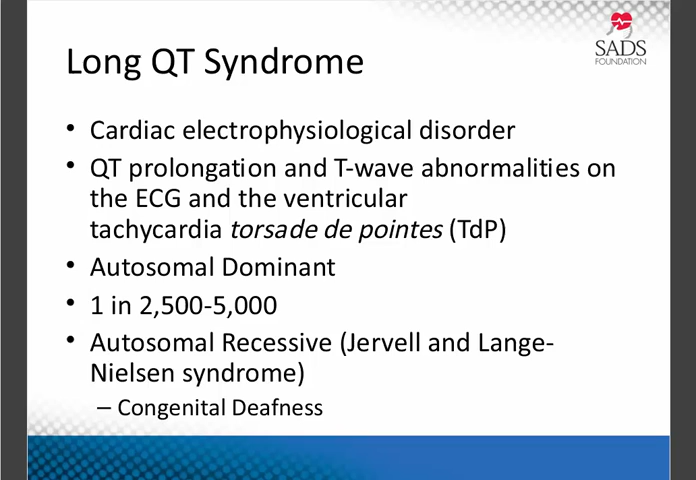 SADS
FOUNDATION
Long QT Syndrome
• Cardiac electrophysiological disorder
• QT prolongation and T-wave abnormalities on
the ECG and the ventricular
tachycardia torsade de pointes (TdP)
• Autosomal Dominant
• 1 in 2,500-5,000
• Autosomal Recessive (Jervell and Lange-
Nielsen syndrome)
– Congenital Deafness